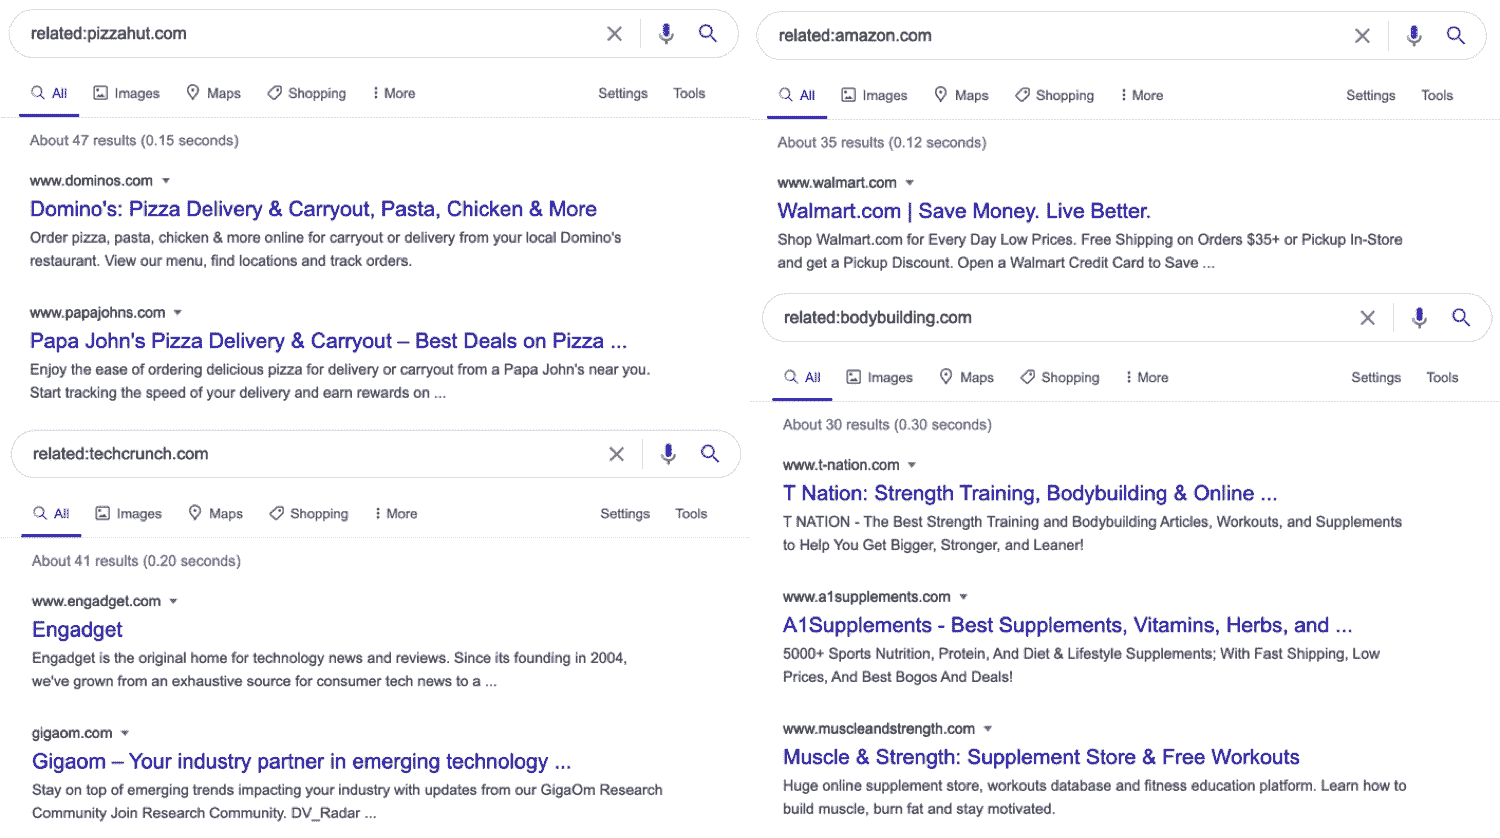 related:pizzahut.com
All Images Maps Shopping More Settings Tools
About 47 results (0.15 seconds)
www.dominos.com
Domino's: Pizza Delivery & Carryout, Pasta, Chicken & More
Order pizza, pasta, chicken & more online for carryout or delivery from your local Domino's
restaurant. View our menu, find locations and track orders.
www.papajohns.com
Papa John's Pizza Delivery & Carryout – Best Deals on Pizza ...
Enjoy the ease of ordering delicious pizza for delivery or carryout from a Papa John's near you.
Start tracking the speed of your delivery and earn rewards on ...
related:techcrunch.com
All Images Maps Shopping More Settings Tools
About 41 results (0.20 seconds)
www.engadget.com
Engadget
Engadget is the original home for technology news and reviews. Since its founding in 2004,
we've grown from an exhaustive source for consumer tech news to a ...
gigaom.com
Gigaom – Your industry partner in emerging technology ...
Stay on top of emerging trends impacting your industry with updates from our GigaOm Research
Community Join Research Community. DV_Radar ...
related:amazon.com
All Images Maps Shopping More Settings Tools
About 35 results (0.12 seconds)
www.walmart.com
Walmart.com | Save Money. Live Better.
Shop Walmart.com for Every Day Low Prices. Free Shipping on Orders $35+ or Pickup In-Store
and get a Pickup Discount. Open a Walmart Credit Card to Save ...
related:bodybuilding.com
All Images Maps Shopping More Settings Tools
About 30 results (0.30 seconds)
www.t-nation.com
T Nation: Strength Training, Bodybuilding & Online ...
T NATION - The Best Strength Training and Bodybuilding Articles, Workouts, and Supplements
to Help You Get Bigger, Stronger, and Leaner!
www.a1supplements.com
A1Supplements - Best Supplements, Vitamins, Herbs, and ...
5000+ Sports Nutrition, Protein, And Diet & Lifestyle Supplements; With Fast Shipping, Low
Prices, And Best Bogos And Deals!
www.muscleandstrength.com
Muscle & Strength: Supplement Store & Free Workouts
Huge online supplement store, workouts database and fitness education platform. Learn how to
build muscle, burn fat and stay motivated.